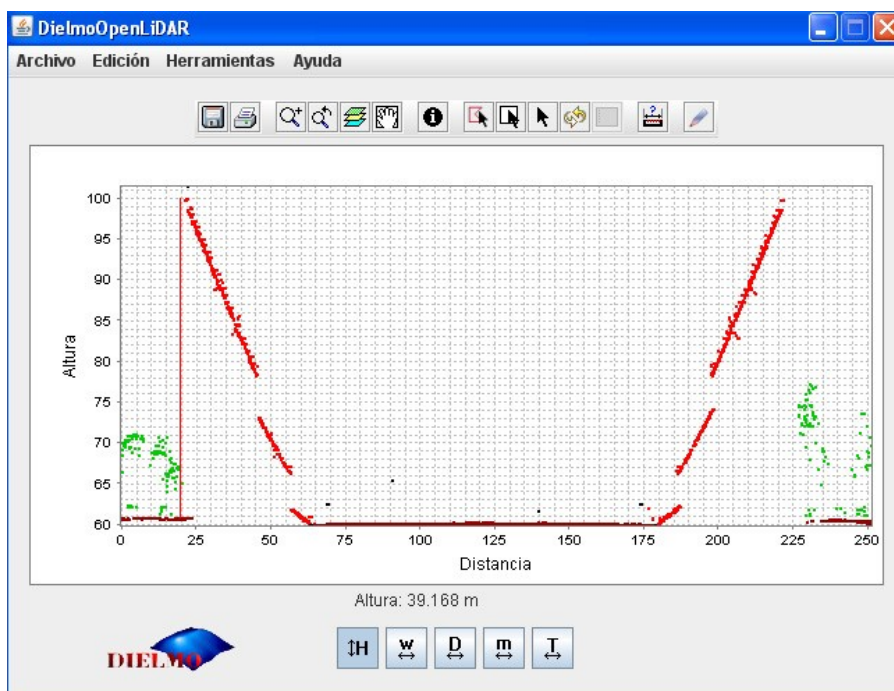 DielmoOpenLiDAR
Archivo Edición Herramientas Ayuda
100
95
90
85
80
75
70
65
60
Altura
0 25 50 75 100 125 150 175 200 225 250
Distancia
Altura: 39.168 m
DIELMO
H W D m T